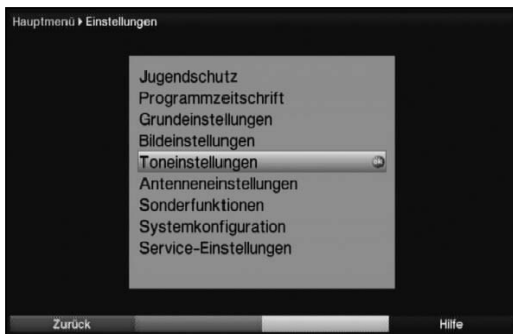 Hauptmenü ▸ Einstellungen
Jugendschutz
Programmzeitschrift
Grundeinstellungen
Bildeinstellungen
Toneinstellungen
Antenneneinstellungen
Sonderfunktionen
Systemkonfiguration
Service-Einstellungen
Zurück Hilfe